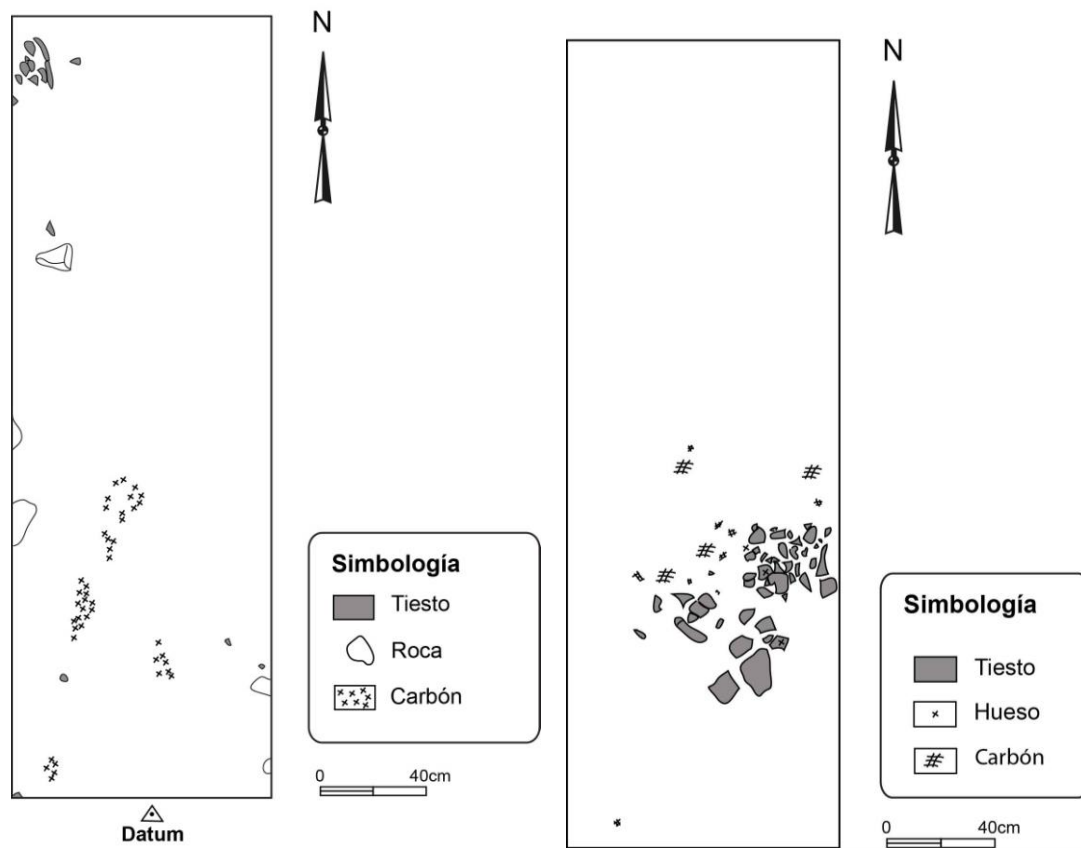 N
Simbología
Tiesto
Roca
Carbón
0 40cm
Datum
N
Simbología
Tiesto
Hueso
Carbón
0 40cm